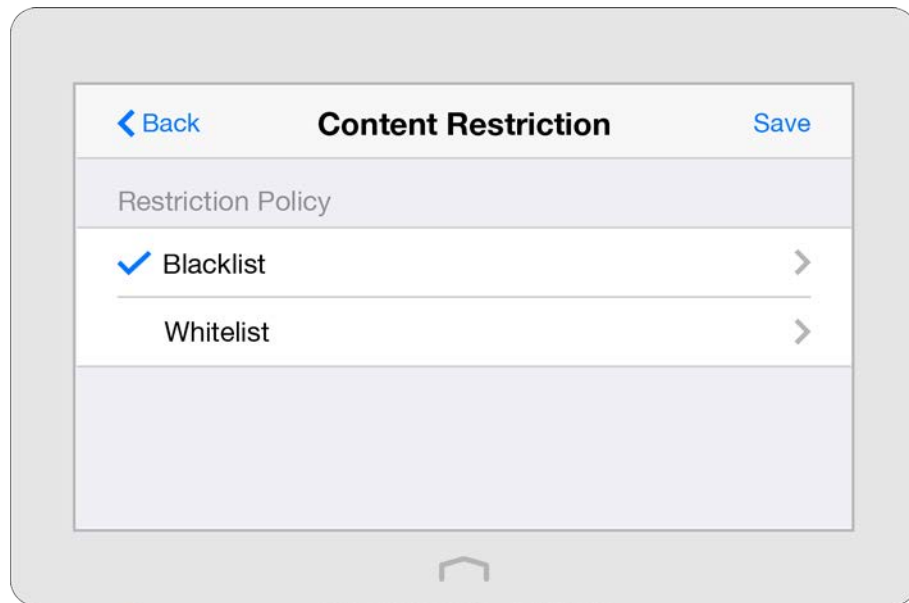 Back Content Restriction Save
Restriction Policy
Blacklist
Whitelist